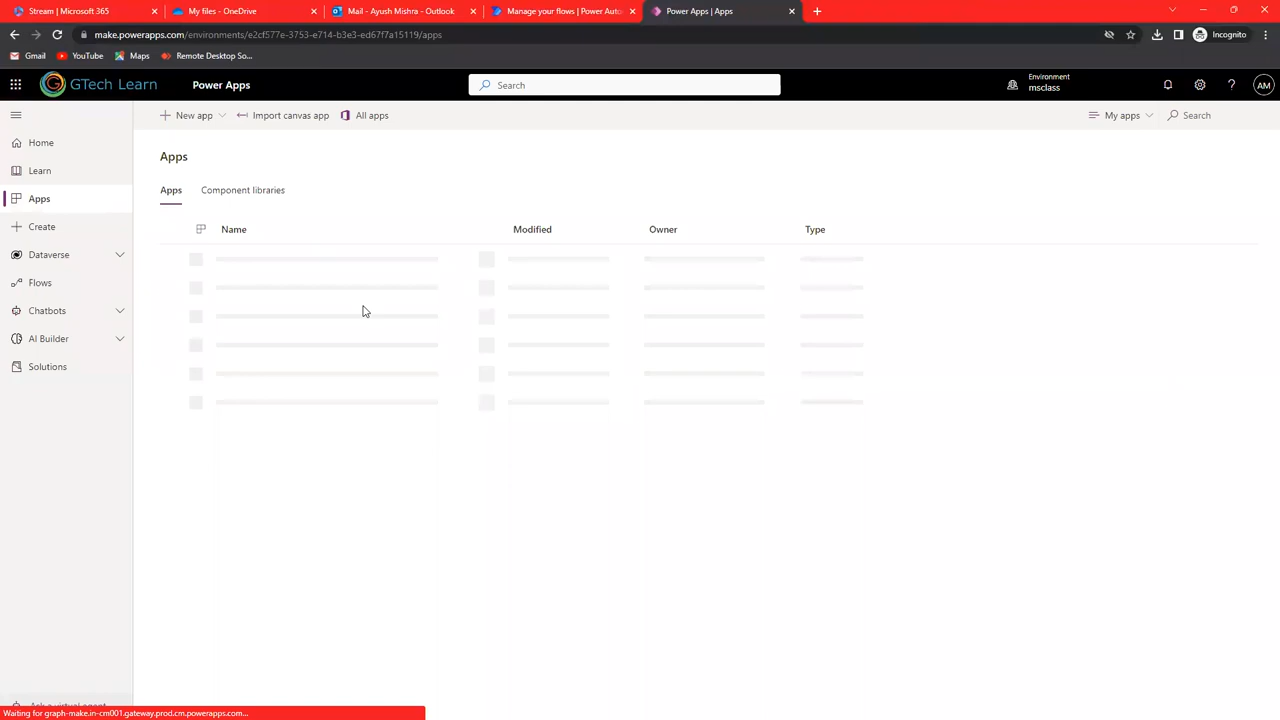 Stream | Microsoft 365
My files - OneDrive
Mail - Ayush Mishra - Outlook
Manage your flows | Power Auto
Power Apps | Apps
make.powerapps.com/environments/e2cf577e-3753-e714-b3e3-ed67f7a15119/apps
Incognito
Gmail
YouTube
Maps
Remote Desktop So...
GTech Learn
Power Apps
Search
Environment
msclass
AM
New app
Import canvas app
All apps
My apps
Search
Home
Learn
Apps
Create
Dataverse
Flows
Chatbots
AI Builder
Solutions
Ask a virtual agent
Apps
Apps
Component libraries
Name
Modified
Owner
Type
Waiting for graph-make.in-cm001.gateway.prod.cm.powerapps.com...